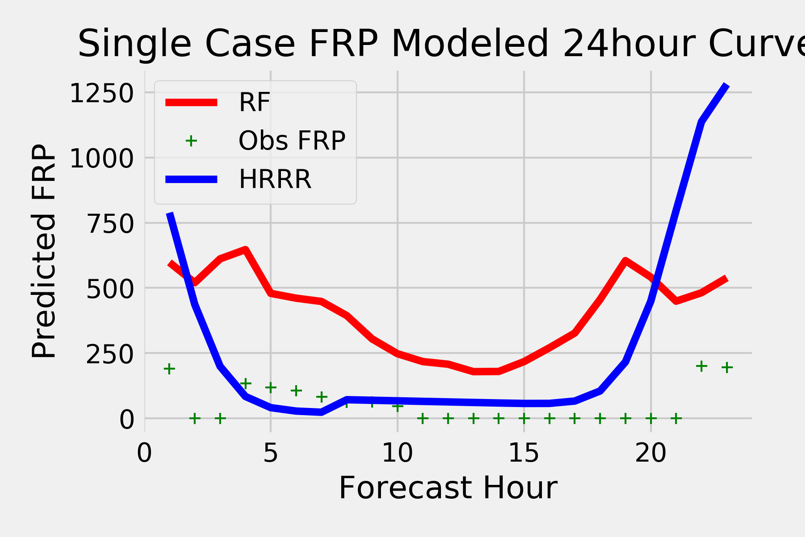 Single Case FRP Modeled 24hour Curve
1250
1000
750
500
250
0
Predicted FRP
RF
Obs FRP
HRRR
0 5 10 15 20
Forecast Hour